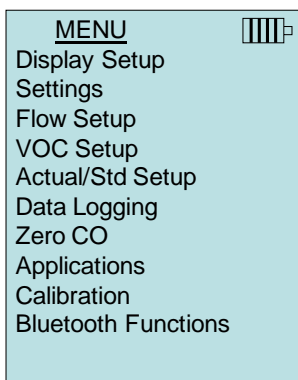 MENU
Display Setup
Settings
Flow Setup
VOC Setup
Actual/Std Setup
Data Logging
Zero CO
Applications
Calibration
Bluetooth Functions